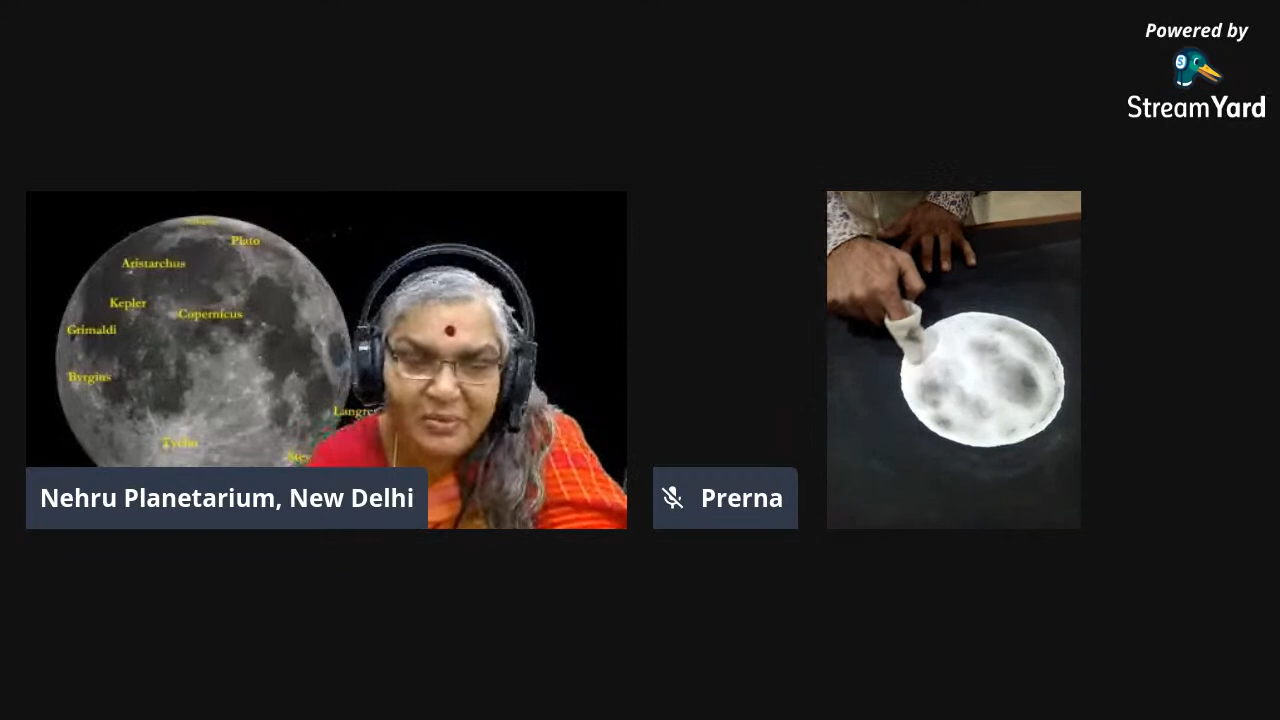 Powered by
StreamYard
Plato
Aristarchus
Kepler
Copernicus
Grimaldi
Byrgius
Tycho
Nehru Planetarium, New Delhi
Prerna